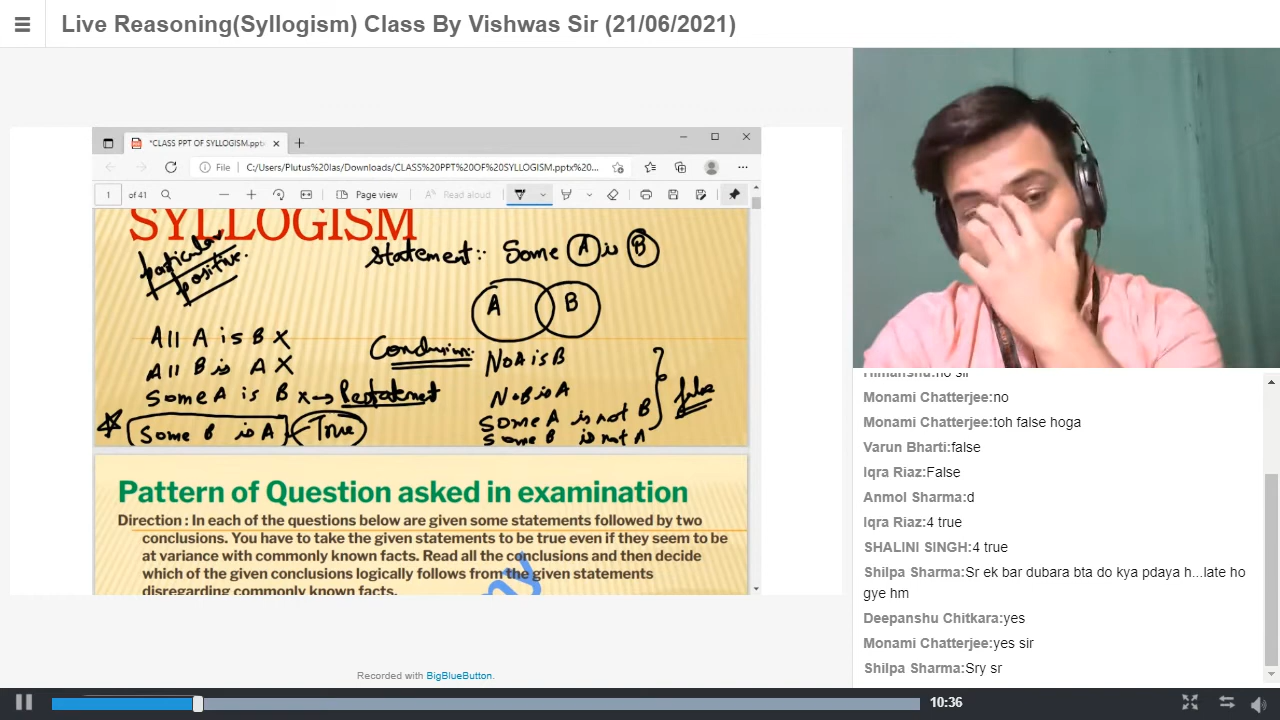 Live Reasoning(Syllogism) Class By Vishwas Sir (21/06/2021)
*CLASS PPT OF SYLLOGISM.pptx
File C:/Users/Plutus%20Ias/Downloads/CLASS%20PPT%20OF%20SYLLOGISM.pptx%20...
1 of 41 Page view Read aloud
SYLLOGISM
particular
positive.
Statement:: Some A is B
A B
All A is B X
All B is A X
Some A is B X → Restatement
Some B is A True
Conclusion:
No A is B
No B is A
Some A is not B
Some B is not A
false
Pattern of Question asked in examination
Direction : In each of the questions below are given some statements followed by two
conclusions. You have to take the given statements to be true even if they seem to be
at variance with commonly known facts. Read all the conclusions and then decide
which of the given conclusions logically follows from the given statements
disregarding commonly known facts.
my
Recorded with BigBlueButton.
Himanshu:no sir
Monami Chatterjee:no
Monami Chatterjee:toh false hoga
Varun Bharti:false
Iqra Riaz:False
Anmol Sharma:d
Iqra Riaz:4 true
SHALINI SINGH:4 true
Shilpa Sharma:Sr ek bar dubara bta do kya pdaya h...late ho
gye hm
Deepanshu Chitkara:yes
Monami Chatterjee:yes sir
Shilpa Sharma:Sry sr
10:36